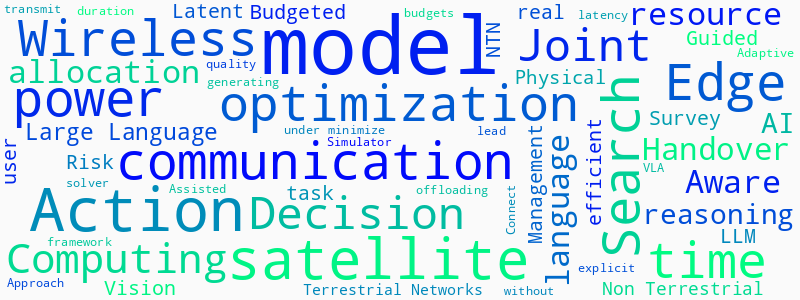 transmit
duration
Latent
Budgeted
budgets
NTN
real
latency
resource
Wireless
model
Joint
Guided
Adaptive
quality
allocation
generating
Physical
Edge
power
optimization
Search
Survey
AI
Large Language
under minimize
lead
Simulator
user
Risk
communication
Management
language
efficient
Handover
VLA
Aware
solver
Assisted
task
offloading
Connect
Action
Decision
reasoning
LLM
framework
Computing
satellite
time
explicit
Approach
Vision
Terrestrial Networks
without
Non Terrestrial